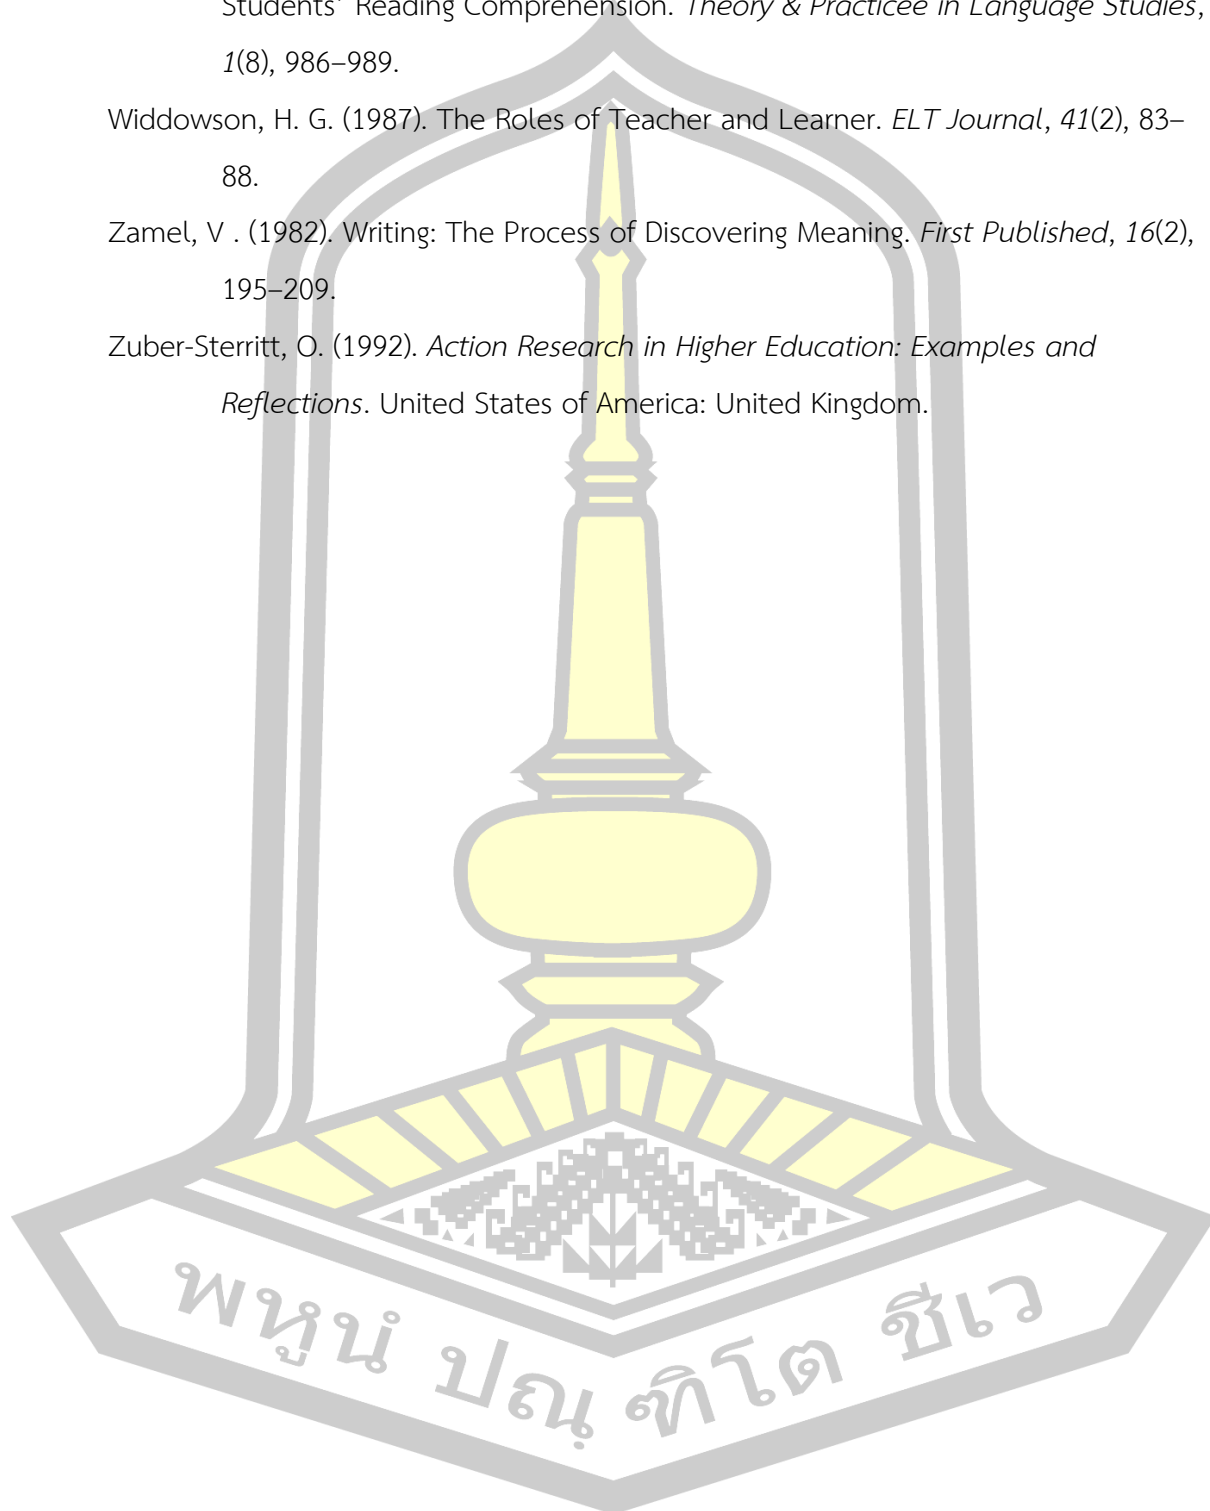 Students’ Reading Comprehension. Theory & Practicee in Language Studies,
1(8), 986–989.
Widdowson, H. G. (1987). The Roles of Teacher and Learner. ELT Journal, 41(2), 83–
88.
Zamel, V . (1982). Writing: The Process of Discovering Meaning. First Published, 16(2),
195–209.
Zuber-Sterritt, O. (1992). Action Research in Higher Education: Examples and
Reflections. United States of America: United Kingdom.
พหูนํ ปณฺฑิโต ชีเว